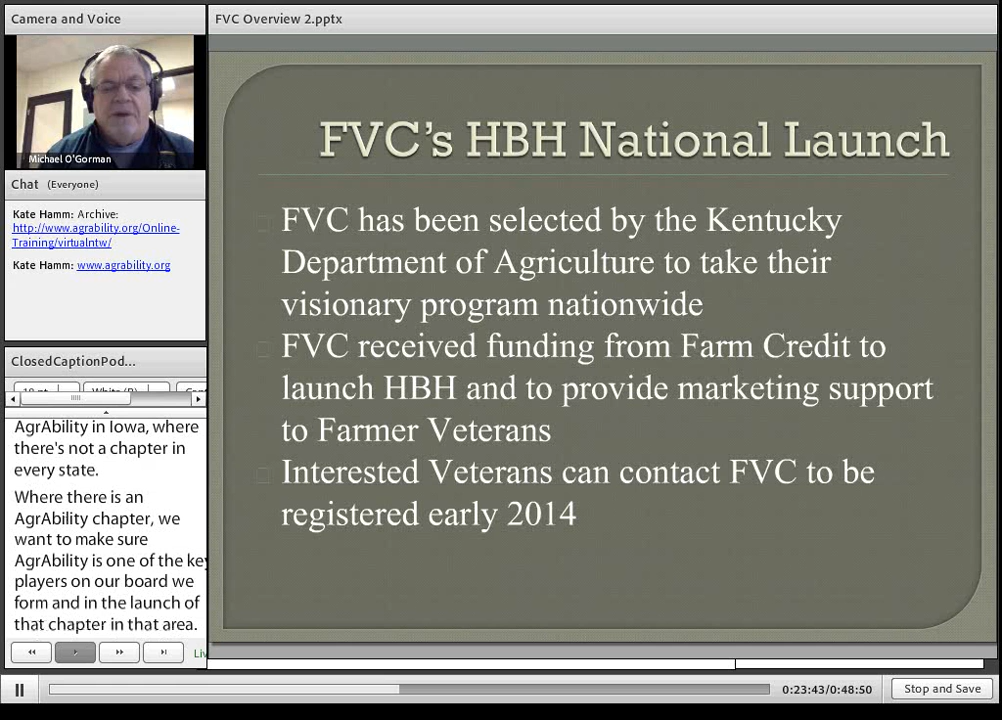 Camera and Voice
FVC Overview 2.pptx
Michael O'Gorman
Chat (Everyone)
Kate Hamm: Archive:
http://www.agrability.org/Online-
Training/virtualntw/
Kate Hamm: www.agrability.org
ClosedCaptionPod...
AgrAbility in Iowa, where
there's not a chapter in
every state.
Where there is an
AgrAbility chapter, we
want to make sure
AgrAbility is one of the key
players on our board we
form and in the launch of
that chapter in that area.
FVC's HBH National Launch
FVC has been selected by the Kentucky
Department of Agriculture to take their
visionary program nationwide
FVC received funding from Farm Credit to
launch HBH and to provide marketing support
to Farmer Veterans
Interested Veterans can contact FVC to be
registered early 2014
0:23:43/0:48:50
Stop and Save